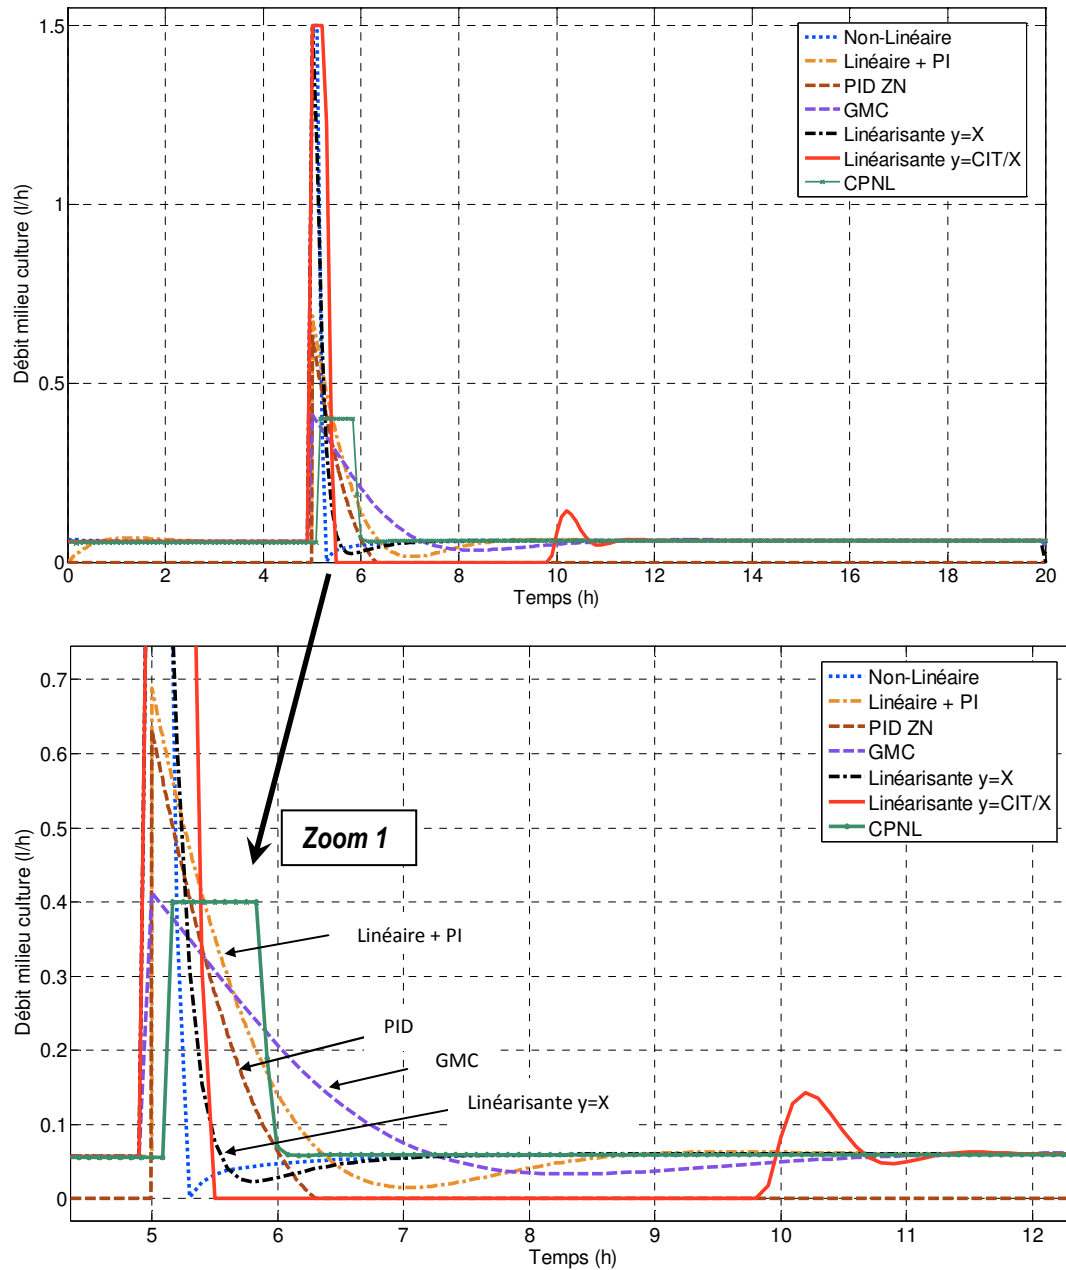 Débit milieu culture (l/h)
1.5
1
0.5
0
0 2 4 6 8 10 12 14 16 18 20
Temps (h)
Non-Linéaire
Linéaire + PI
PID ZN
GMC
Linéarisante y=X
Linéarisante y=CIT/X
CPNL
Débit milieu culture (l/h)
0.7
0.6
0.5
0.4
0.3
0.2
0.1
0
5 6 7 8 9 10 11 12
Temps (h)
Non-Linéaire
Linéaire + PI
PID ZN
GMC
Linéarisante y=X
Linéarisante y=CIT/X
CPNL
Zoom 1
Linéaire + PI
PID
GMC
Linéarisante y=X